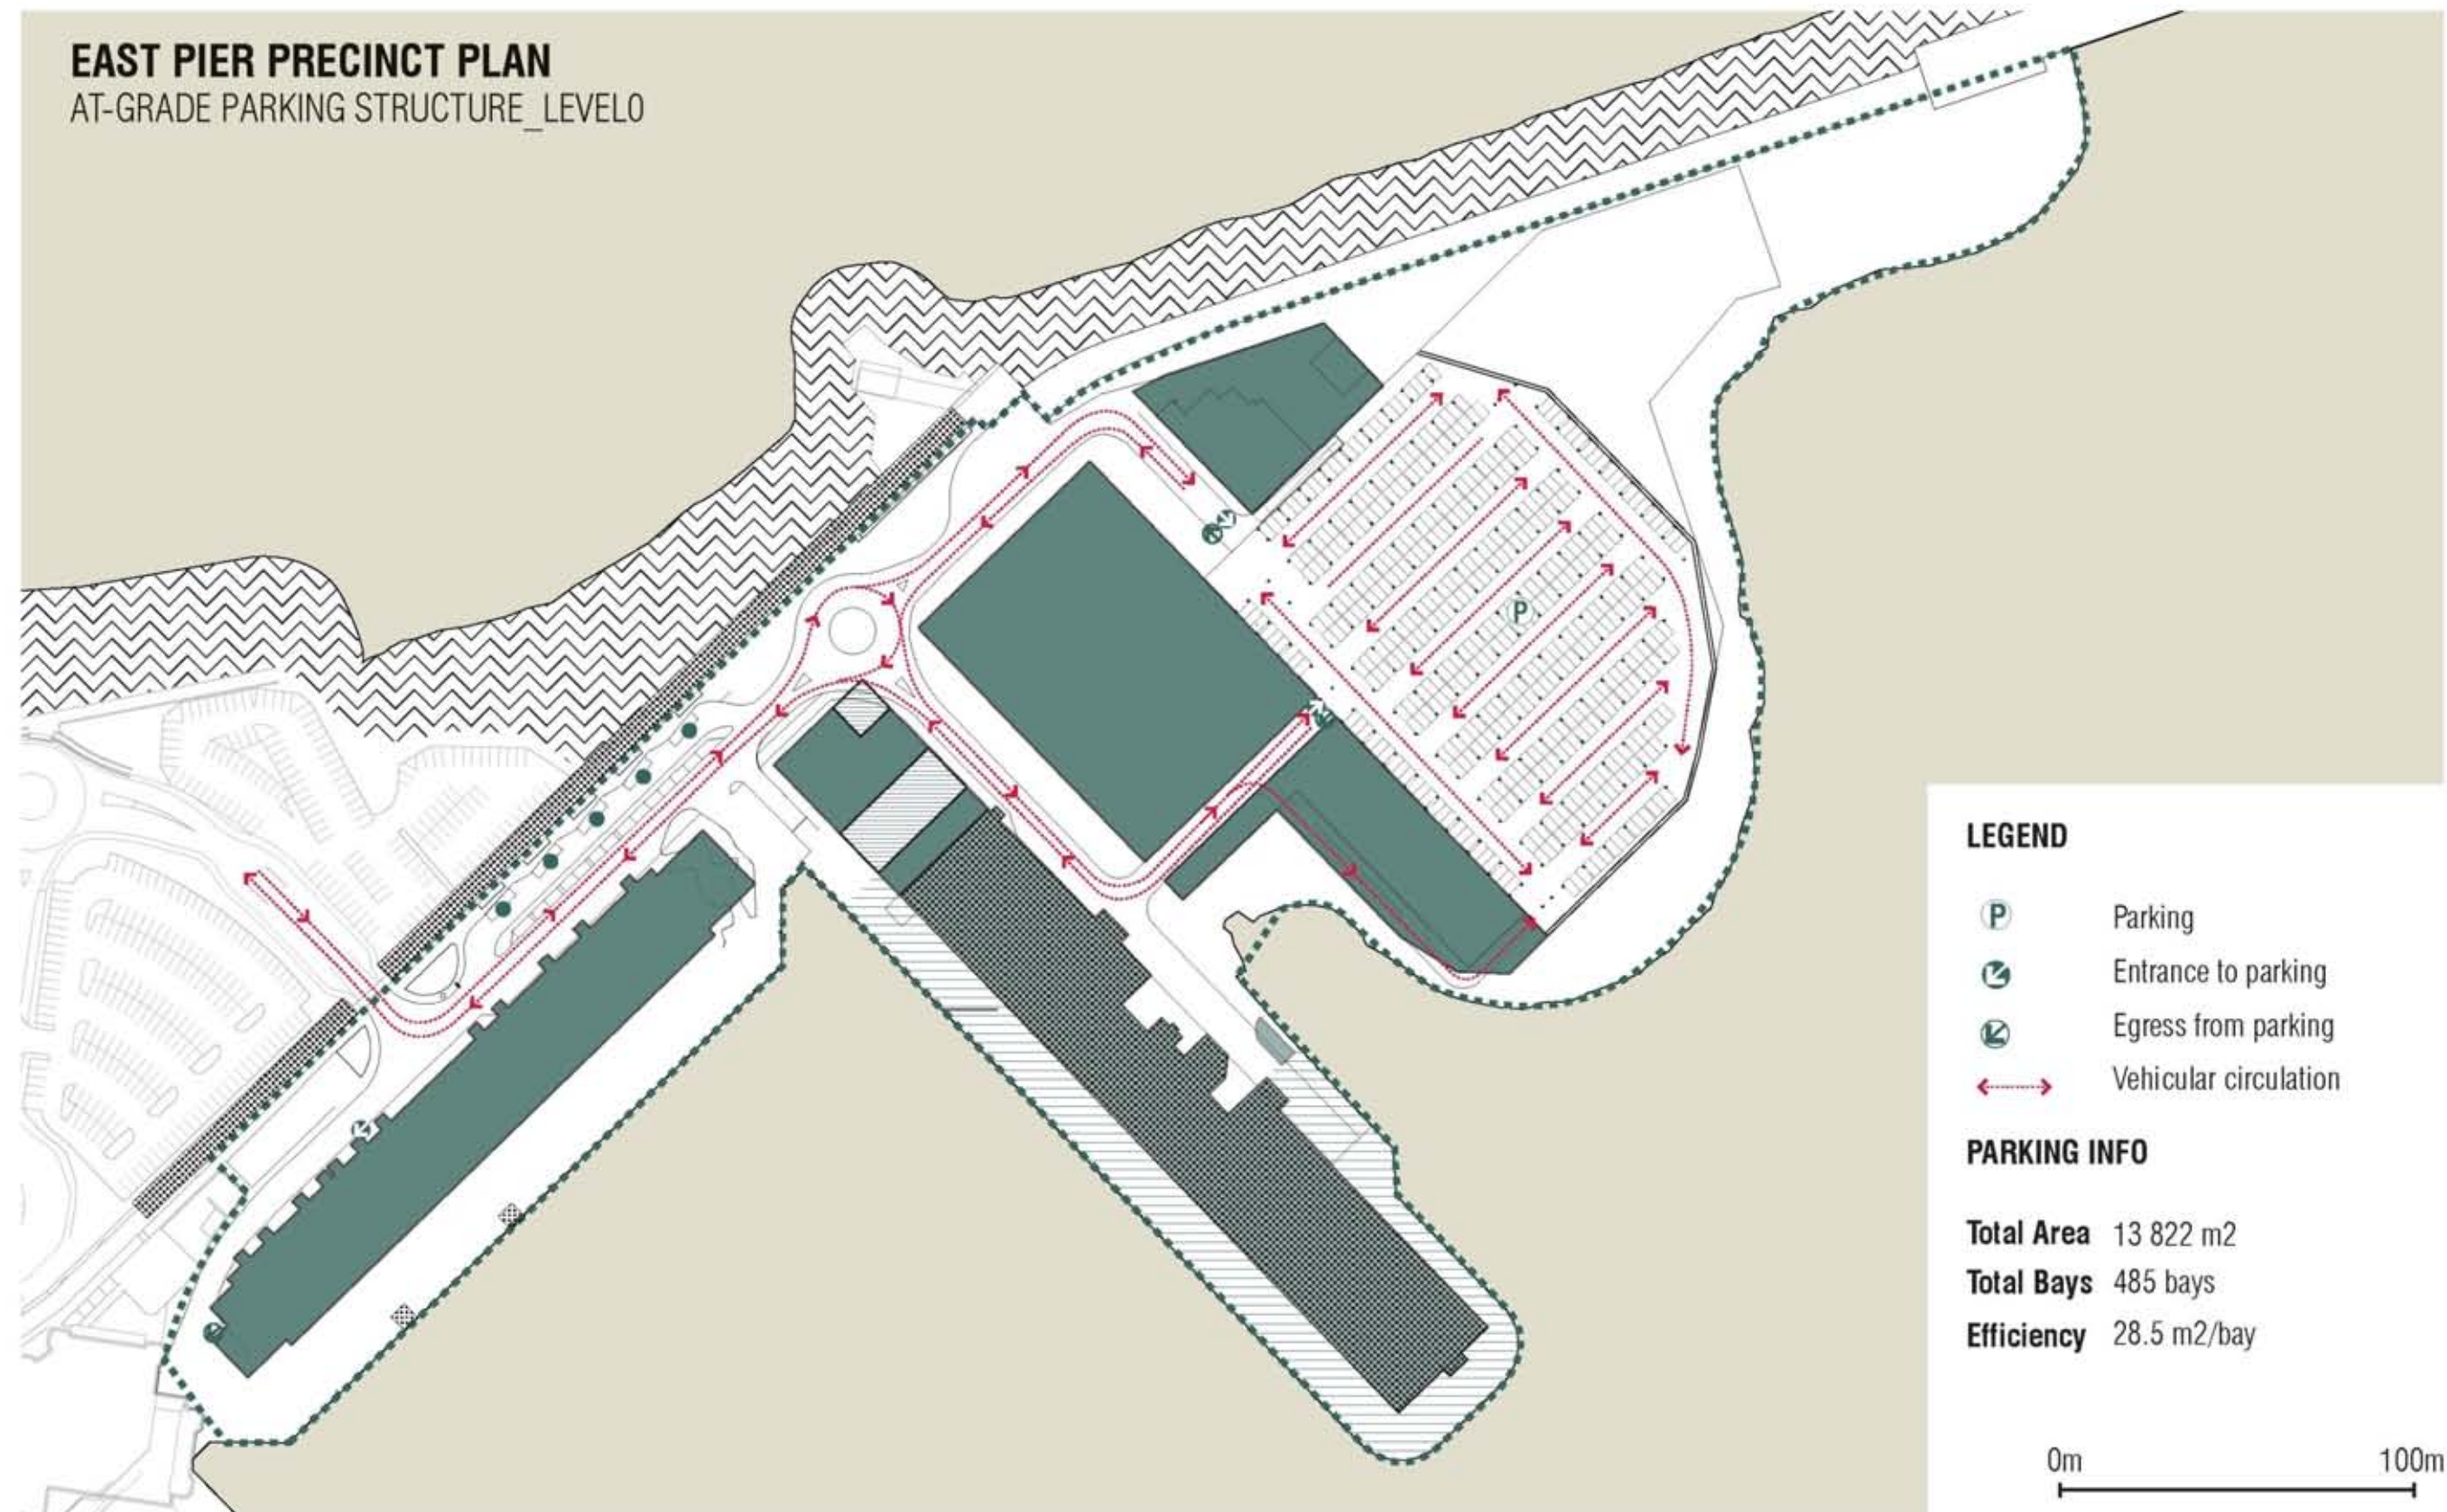 EAST PIER PRECINCT PLAN
AT-GRADE PARKING STRUCTURE_LEVEL0
P
LEGEND
P Parking
Entrance to parking
Egress from parking
Vehicular circulation
PARKING INFO
Total Area 13 822 m2
Total Bays 485 bays
Efficiency 28.5 m2/bay
0m 100m